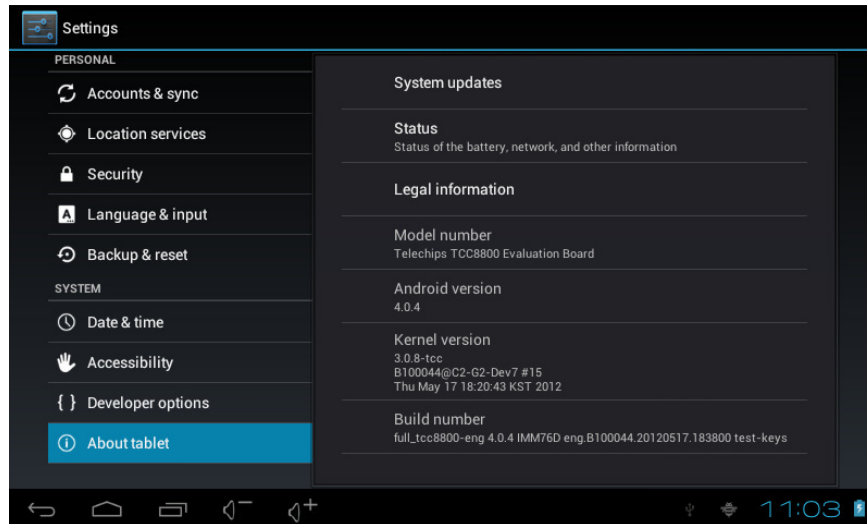 Settings
PERSONAL
Accounts & sync
Location services
Security
Language & input
Backup & reset
SYSTEM
Date & time
Accessibility
{ } Developer options
About tablet
System updates
Status
Status of the battery, network, and other information
Legal information
Model number
Telechips TCC8800 Evaluation Board
Android version
4.0.4
Kernel version
3.0.8-tcc
B100044@C2-G2-Dev7 #15
Thu May 17 18:20:43 KST 2012
Build number
full_tcc8800-eng 4.0.4 IMM76D eng.B100044.20120517.183800 test-keys
11:03